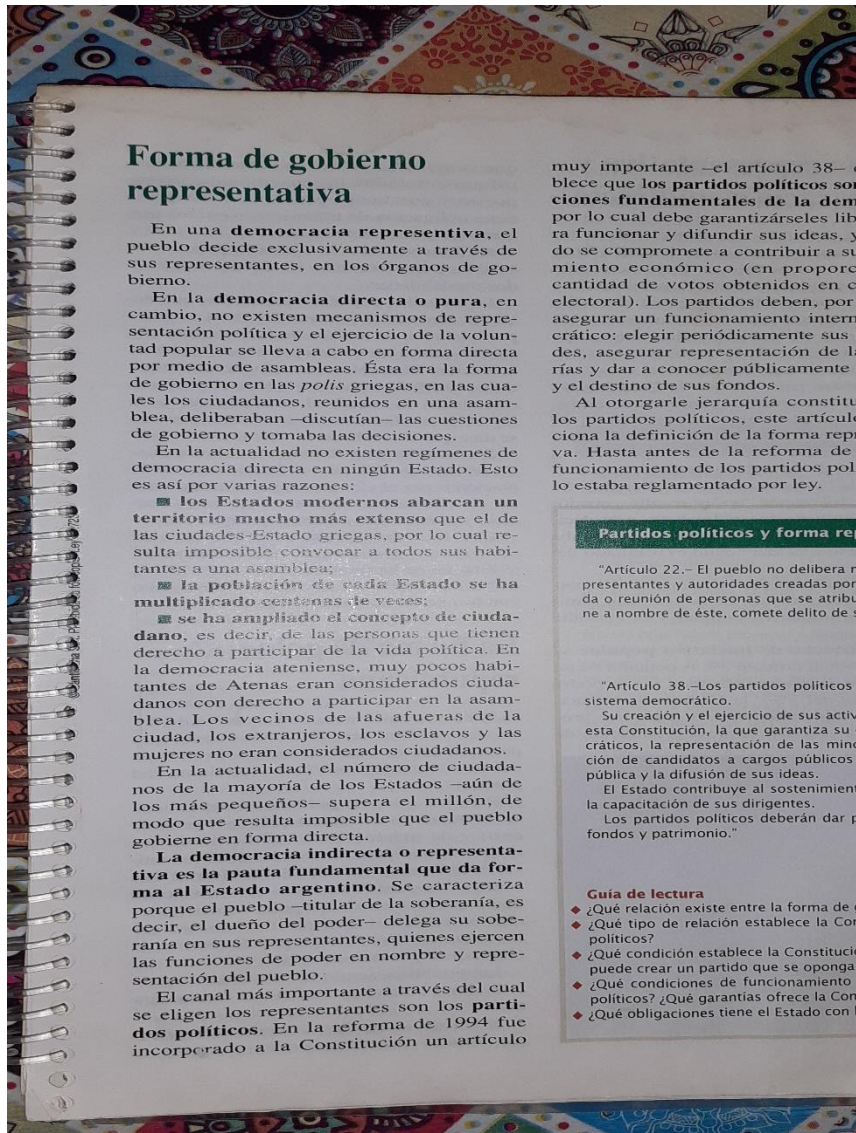 Forma de gobierno
representativa
En una democracia representiva, el
pueblo decide exclusivamente a través de
sus representantes, en los órganos de go-
bierno.
En la democracia directa o pura, en
cambio, no existen mecanismos de repre-
sentación política y el ejercicio de la volun-
tad popular se lleva a cabo en forma directa
por medio de asambleas. Ésta era la forma
de gobierno en las polis griegas, en las cua-
les los ciudadanos, reunidos en una asam-
blea, deliberaban —discutían— las cuestiones
de gobierno y tomaba las decisiones.
En la actualidad no existen regímenes de
democracia directa en ningún Estado. Esto
es así por varias razones:
los Estados modernos abarcan un
territorio mucho más extenso que el de
las ciudades-Estado griegas, por lo cual re-
sulta imposible convocar a todos sus habi-
tantes a una asamblea;
la población de cada Estado se ha
multiplicado centenas de veces;
se ha ampliado el concepto de ciuda-
dano, es decir, de las personas que tienen
derecho a participar de la vida política. En
la democracia ateniense, muy pocos habi-
tantes de Atenas eran considerados ciuda-
danos con derecho a participar en la asam-
blea. Los vecinos de las afueras de la
ciudad, los extranjeros, los esclavos y las
mujeres no eran considerados ciudadanos.
En la actualidad, el número de ciudada-
nos de la mayoría de los Estados —aún de
los más pequeños— supera el millón, de
modo que resulta imposible que el pueblo
gobierne en forma directa.
La democracia indirecta o representa-
tiva es la pauta fundamental que da for-
ma al Estado argentino. Se caracteriza
porque el pueblo —titular de la soberanía, es
decir, el dueño del poder— delega su sobe-
ranía en sus representantes, quienes ejercen
las funciones de poder en nombre y repre-
sentación del pueblo.
El canal más importante a través del cual
se eligen los representantes son los parti-
dos políticos. En la reforma de 1994 fue
incorporado a la Constitución un artículo
muy importante —el artículo 38—
blece que los partidos políticos son
ciones fundamentales de la dem
por lo cual debe garantizárseles lib
ra funcionar y difundir sus ideas, y
do se compromete a contribuir a su
miento económico (en proporc
cantidad de votos obtenidos en c
electoral). Los partidos deben, por
asegurar un funcionamiento intern
crático: elegir periódicamente sus
des, asegurar representación de la
rías y dar a conocer públicamente
y el destino de sus fondos.
Al otorgarle jerarquía constitu
los partidos políticos, este artículo
ciona la definición de la forma repr
va. Hasta antes de la reforma de
funcionamiento de los partidos pol
lo estaba reglamentado por ley.
Partidos políticos y forma rep
"Artículo 22.– El pueblo no delibera n
presentantes y autoridades creadas por
da o reunión de personas que se atribu
ne a nombre de éste, comete delito de s
"Artículo 38.–Los partidos políticos
sistema democrático.
Su creación y el ejercicio de sus activ
esta Constitución, la que garantiza su
cráticos, la representación de las mino
ción de candidatos a cargos públicos
pública y la difusión de sus ideas.
El Estado contribuye al sostenimient
la capacitación de sus dirigentes.
Los partidos políticos deberán dar p
fondos y patrimonio."
Guía de lectura
¿Qué relación existe entre la forma de
¿Qué tipo de relación establece la Con
políticos?
¿Qué condición establece la Constituci
puede crear un partido que se oponga
¿Qué condiciones de funcionamiento
políticos? ¿Qué garantías ofrece la Con
¿Qué obligaciones tiene el Estado con